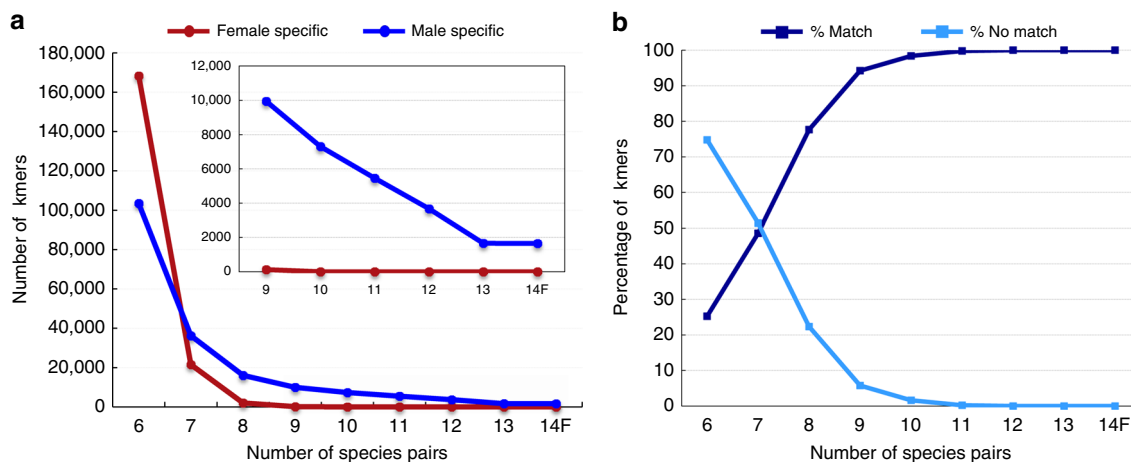 a
Female specific
Male specific
180,000
160,000
140,000
120,000
100,000
80,000
60,000
40,000
20,000
0
Number of kmers
6 7 8 9 10 11 12 13 14F
Number of species pairs
12,000
10,000
8000
6000
4000
2000
0
9 10 11 12 13 14F
b
% Match
% No match
100
90
80
70
60
50
40
30
20
10
0
Percentage of kmers
6 7 8 9 10 11 12 13 14F
Number of species pairs